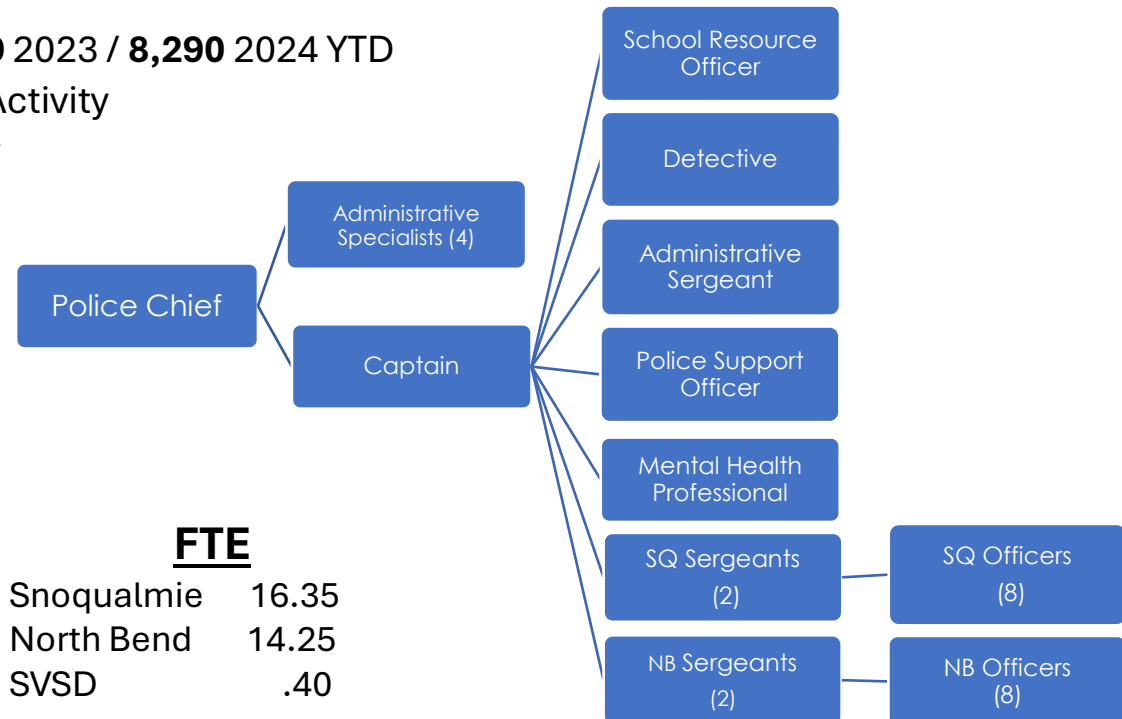 2023 / 8,290 2024 YTD
Activity
School Resource
Officer
Detective
Administrative
Specialists (4)
Administrative
Sergeant
Police Chief
Captain
Police Support
Officer
Mental Health
Professional
FTE
Snoqualmie 16.35
North Bend 14.25
SVSD .40
SQ Sergeants
(2)
SQ Officers
(8)
NB Sergeants
(2)
NB Officers
(8)